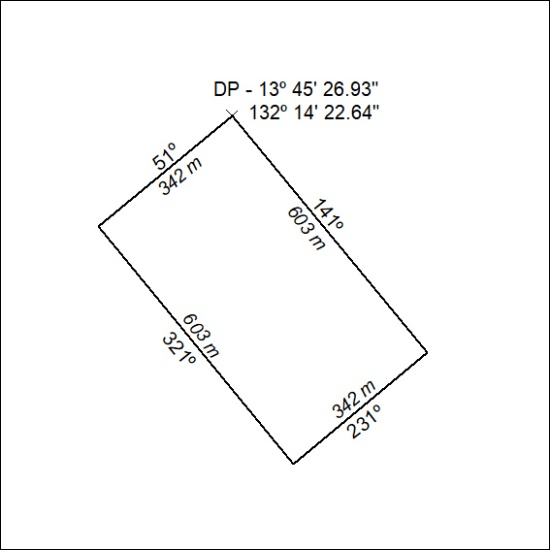 DP - 13º 45' 26.93"
132º 14' 22.64"
51º
342 m
141º
603 m
603 m
321º
342 m
231º